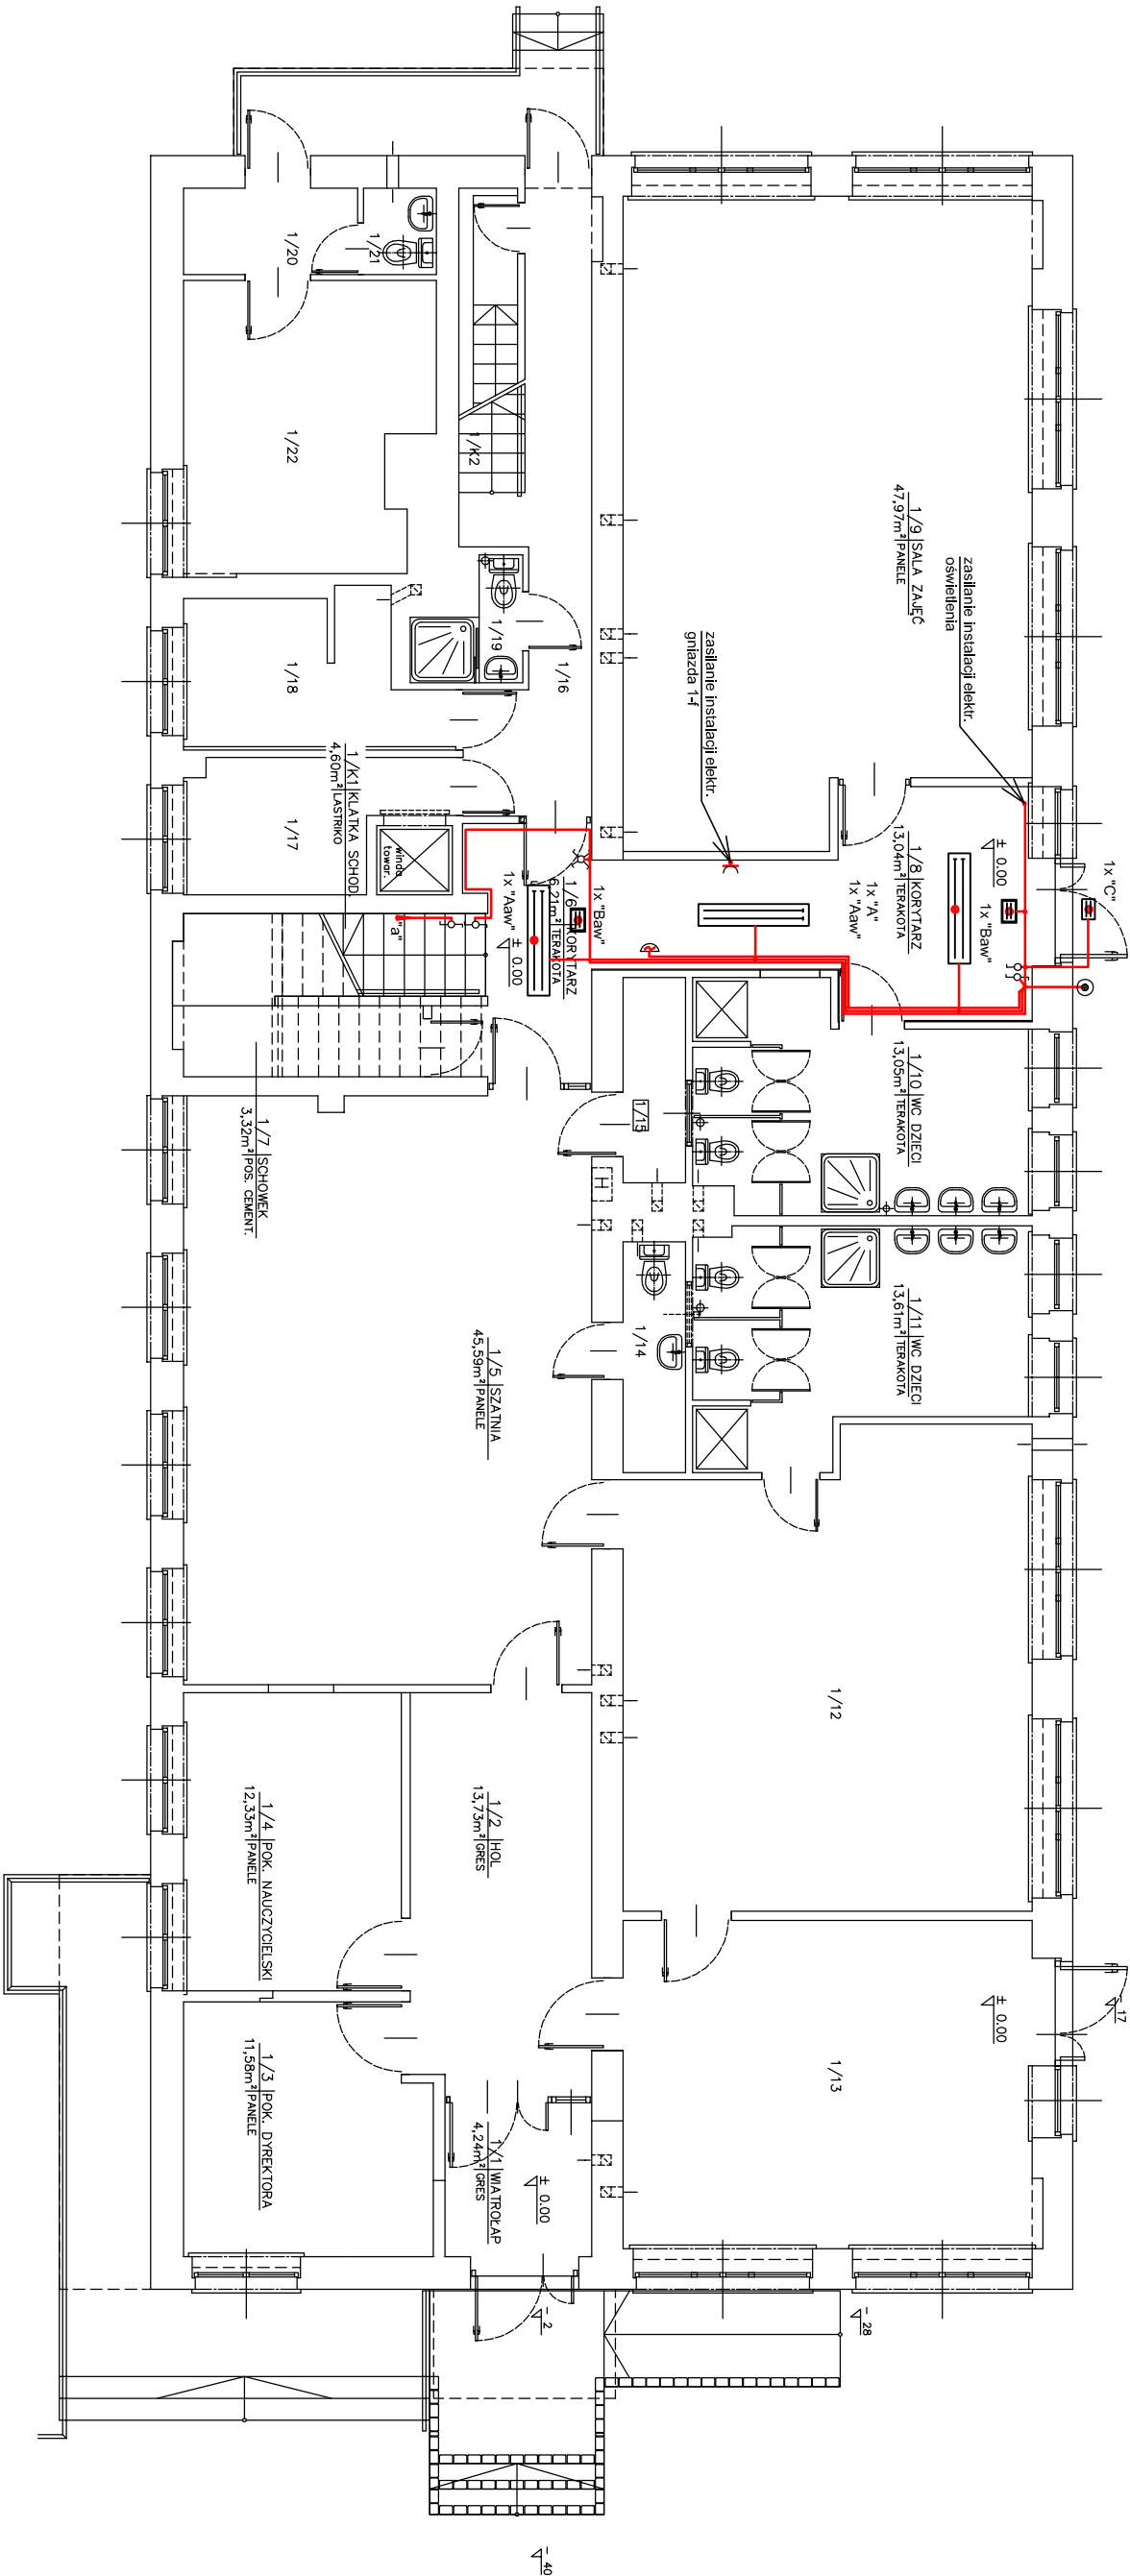 1x "C"
zasilanie instalacji elektr.
oświetlenia
± 0.00
1x "Baw"
1/8 KORYTARZ
13,04m² TERAKOTA
1x "A"
1x "Aaw"
1/9 SALA ZAJĘĆ
47,97m² PANELE
zasilanie instalacji elektr.
gniazda 1-f
1/10 WC DZIECI
13,05m² TERAKOTA
1/11 WC DZIECI
13,61m² TERAKOTA
1/12
1/13
± 0.00
- 17
1x "Baw"
1/6 KORYTARZ
6,21m² TERAKOTA
± 0.00
1x "Aaw"
"a"
1/14
1/15
H
1/16
1/19
1/K2
1/21
1/20
1/22
1/18
1/17
1/K1 KLATKA SCHOD.
4,60m² LASTRIKO
winda
towar.
1/7 SCHOWEK
3,32m² POS. CEMENT.
1/5 SZATNIA
45,59m² PANELE
1/2 HOL
13,73m² GRES
1/4 POK. NAUCZYCIELSKI
12,33m² PANELE
1/3 POK. DYREKTORA
11,58m² PANELE
1/1 WIATROŁAP
4,24m² GRES
± 0.00
- 2
- 28
- 40